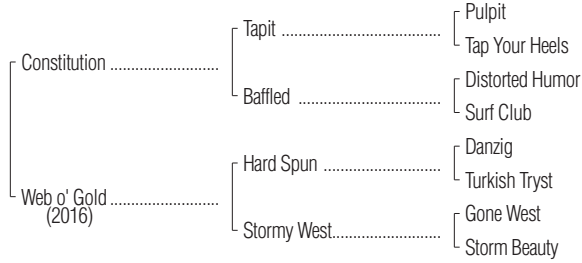 Pulpit
Tapit ....................................
Tap Your Heels
Constitution .........................
Distorted Humor
Baffled ................................
Surf Club
Danzig
Hard Spun ...........................
Turkish Tryst
Web o' Gold .........................
(2016)
Gone West
Stormy West.........................
Storm Beauty